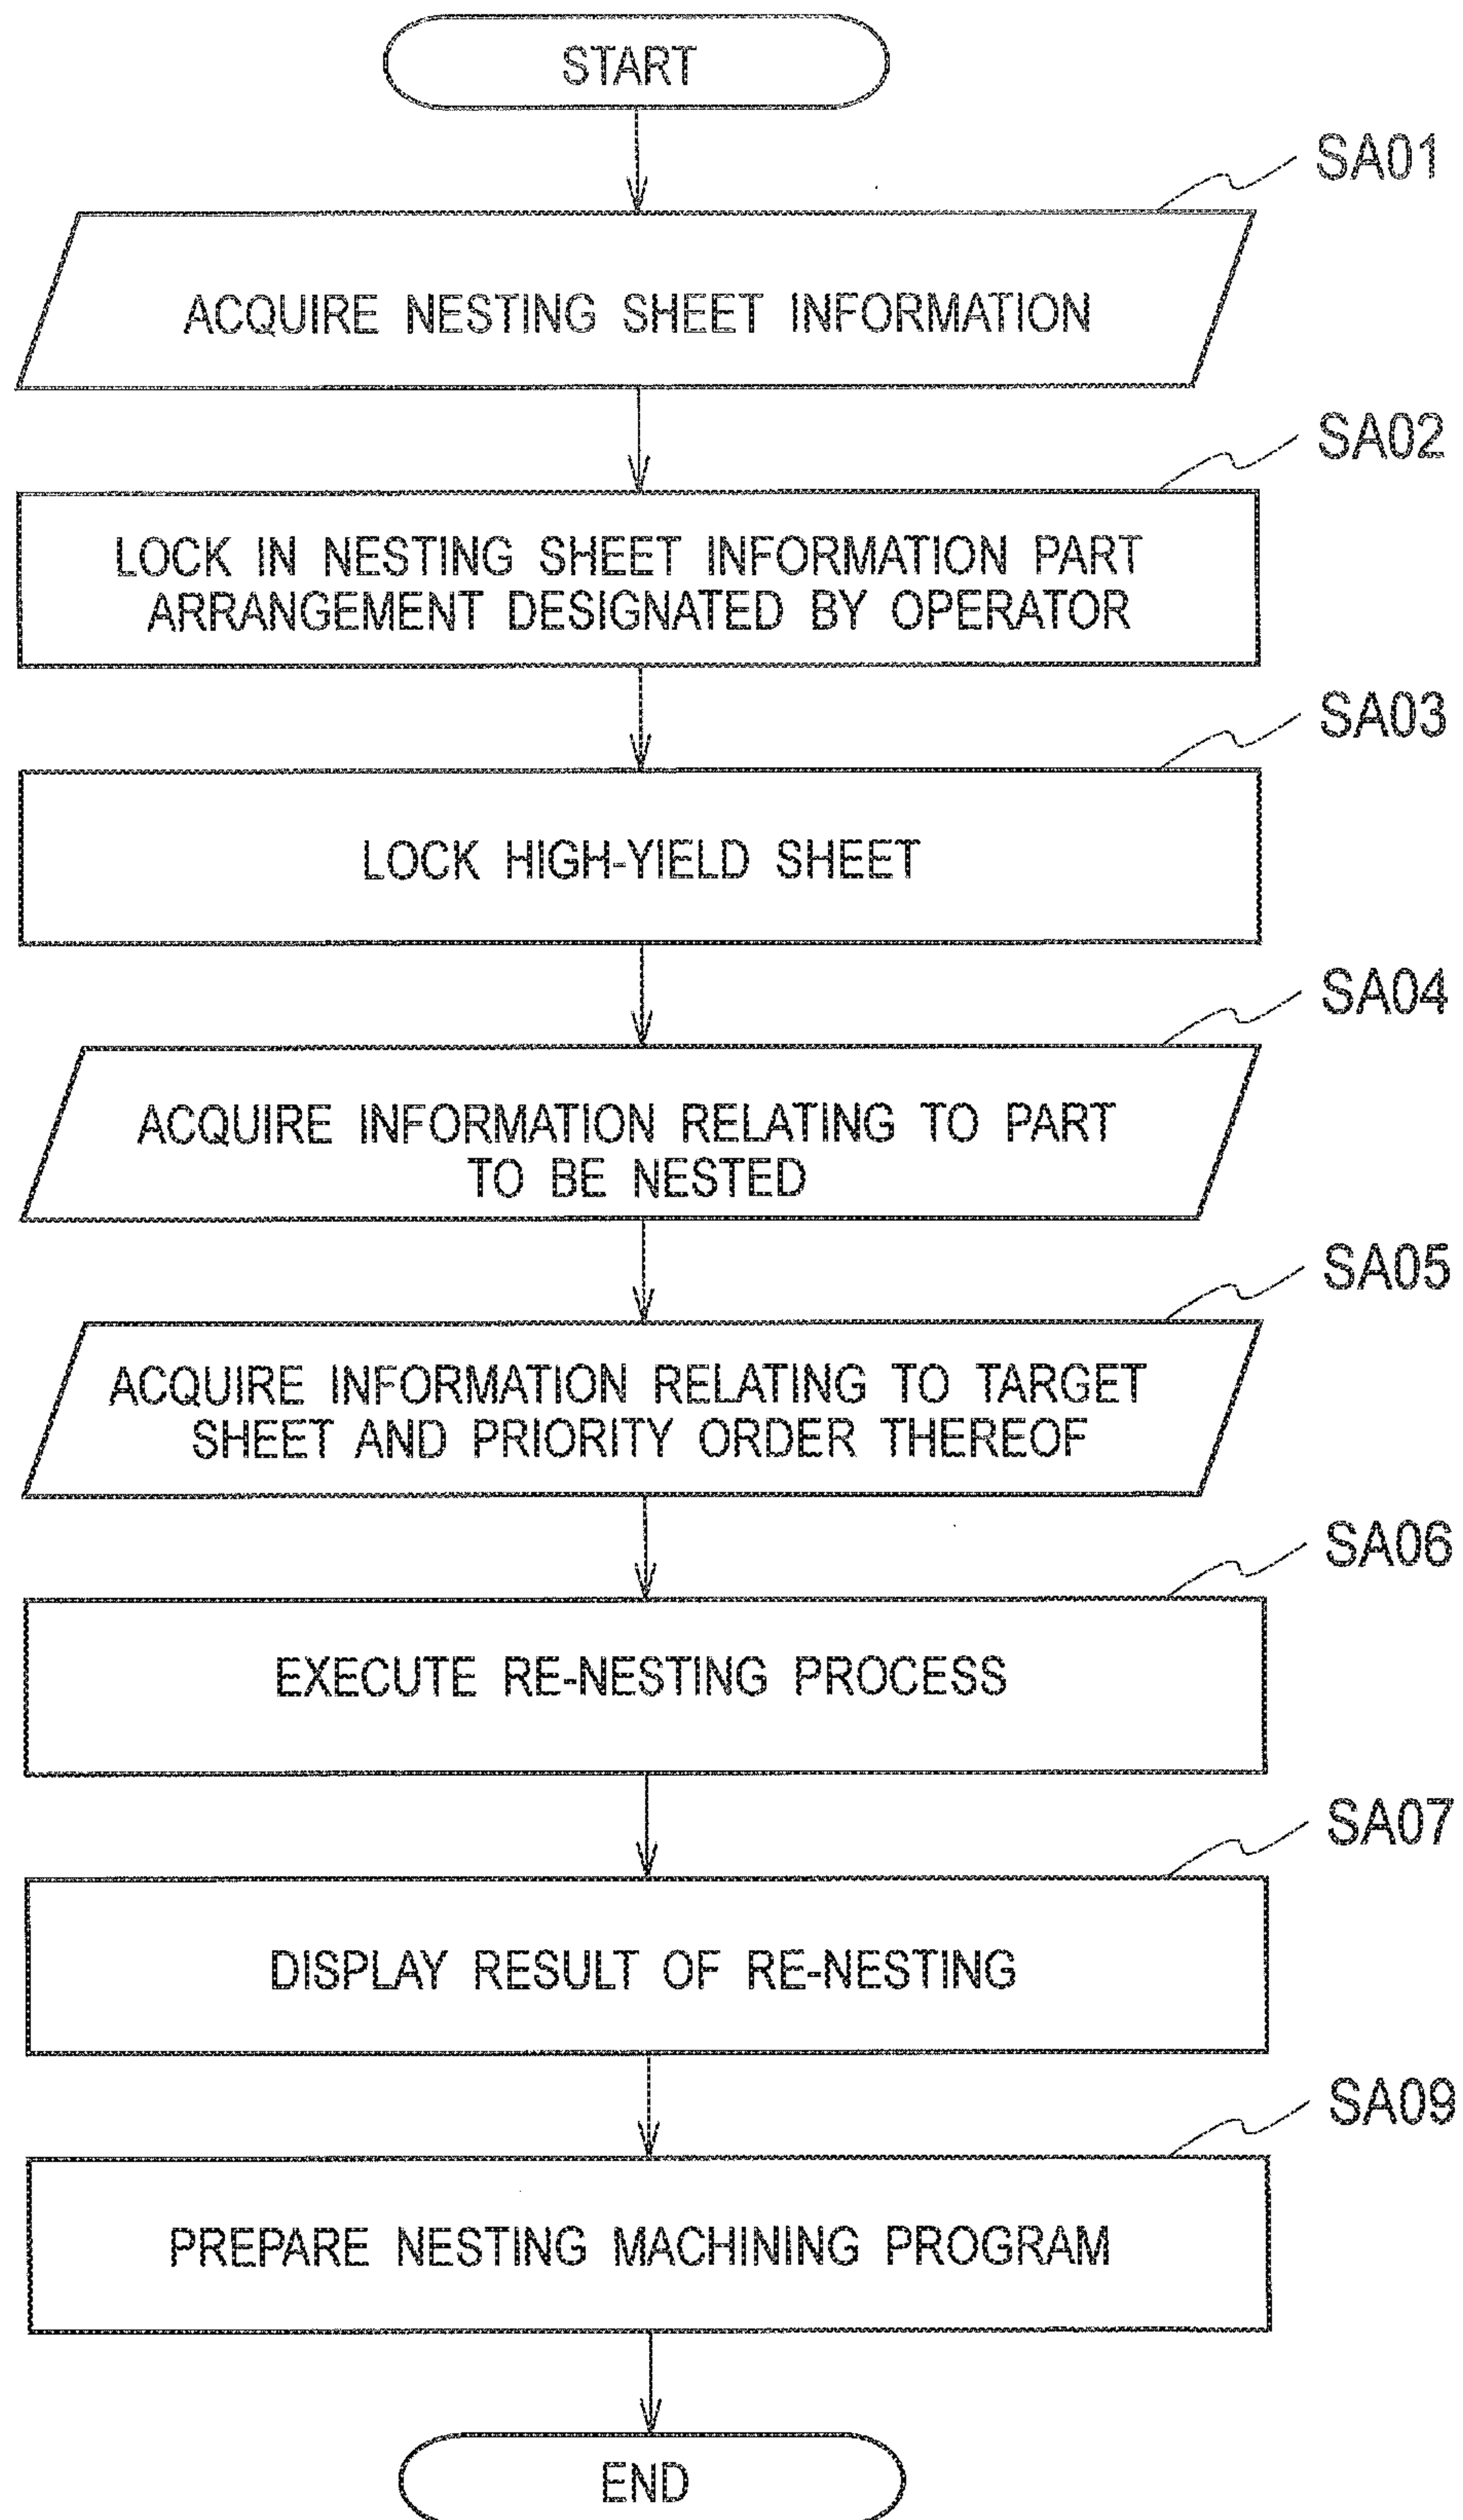 START
SA01
ACQUIRE NESTING SHEET INFORMATION
SA02
LOCK IN NESTING SHEET INFORMATION PART
ARRANGEMENT DESIGNATED BY OPERATOR
SA03
LOCK HIGH-YIELD SHEET
SA04
ACQUIRE INFORMATION RELATING TO PART
TO BE NESTED
SA05
ACQUIRE INFORMATION RELATING TO TARGET
SHEET AND PRIORITY ORDER THEREOF
SA06
EXECUTE RE-NESTING PROCESS
SA07
DISPLAY RESULT OF RE-NESTING
SA09
PREPARE NESTING MACHINING PROGRAM
END